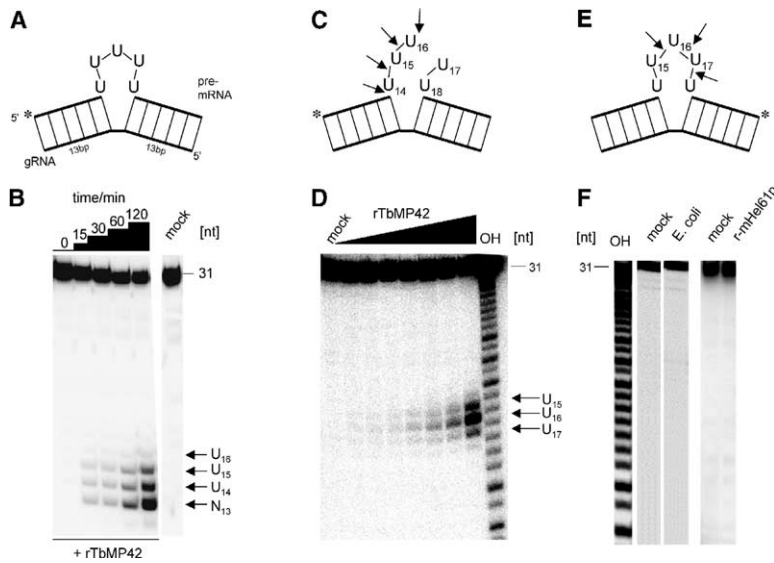 A
U U U
U U
pre-
mRNA
5' *
13bp 13bp
gRNA 5'
C
U16
U15 U17
U14 U18
*
E
U16
U15 U17
U U
*
B
time/min
0 15 30 60 120 mock
[nt]
31
U16
U15
U14
N13
+ rTbMP42
D
rTbMP42
mock OH [nt]
31
U15
U16
U17
F
[nt] OH mock E. coli mock r-mHel61p
31